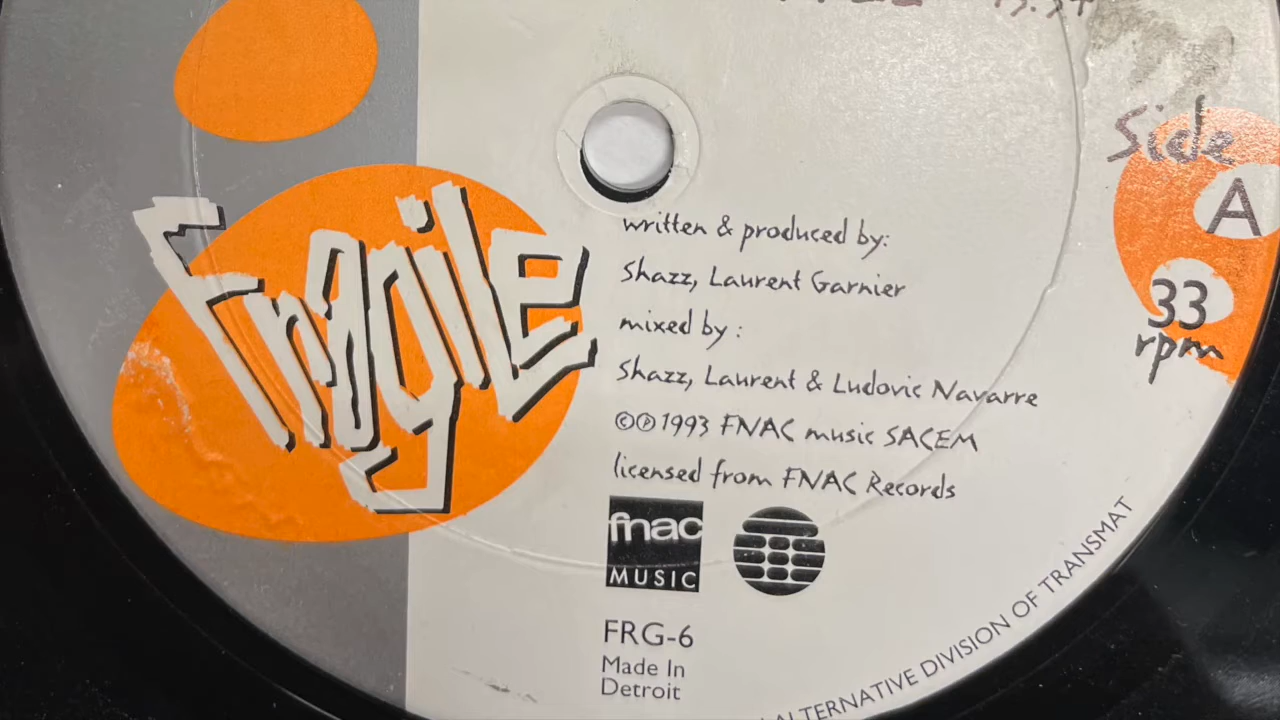 Side
A
33
rpm
Fragile
written & produced by:
Shazz, Laurent Garnier
mixed by :
Shazz, Laurent & Ludovic Navarre
©℗ 1993 FNAC music SACEM
licensed from FNAC Records
fnac
MUSIC
FRG-6
Made In
Detroit
ALTERNATIVE DIVISION OF TRANSMAT